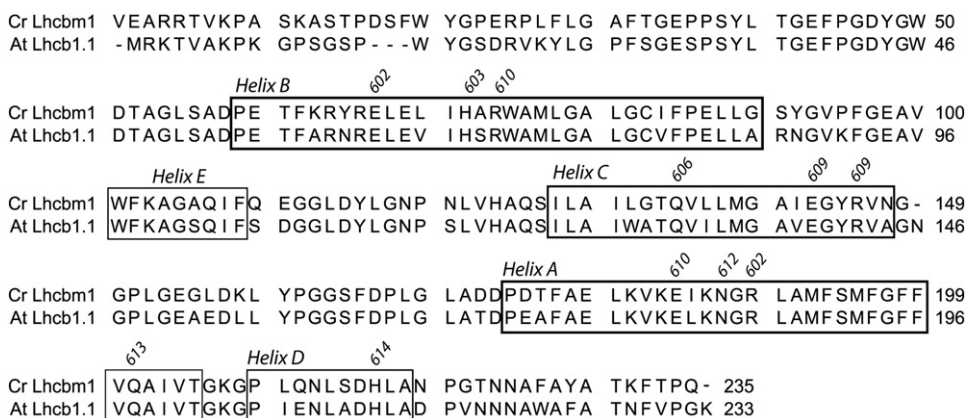 Cr Lhcbm1 VEARRTVKPA SKASTPDSFW YGPERPLFLG AFTGEPPSYL TGEFPGDYGW 50
At Lhcb1.1 -MRKTVAKPK GPSGSP---W YGSDRVKYLG PFSGESPSYL TGEFPGDYGW 46
Helix B 602 603 610
Cr Lhcbm1 DTAGLSADPE TFKRYRELEL IHARWAMLGA LGCIFPELLG SYGVPFGEAV 100
At Lhcb1.1 DTAGLSADPE TFARNRELEV IHSRWAMLGA LGCVFPELLA RNGVKFGEAV 96
Helix E Helix C 606 609 609
Cr Lhcbm1 WFKAGAQIFQ EGGLDYLGNP NLVHAQSILA ILGTQVLLMG AIEGYRVNG- 149
At Lhcb1.1 WFKAGSQIFS DGGLDYLGNP SLVHAQSILA IWATQVILMG AVEGYRVAGN 146
Helix A 610 612 602
Cr Lhcbm1 GPLGEGLDKL YPGGSFDPLG LADDPDTFAE LKVKEIKNGR LAMFSMFGFF 199
At Lhcb1.1 GPLGEAEDLL YPGGSFDPLG LATDPEAFAE LKVKELKNGR LAMFSMFGFF 196
613 Helix D 614
Cr Lhcbm1 VQAIVTGKGP LQNLSDHLAN PGTNNAFAYA TKFTPQ- 235
At Lhcb1.1 VQAIVTGKGP IENLADHLAD PVNNNAWAFA TNFVPGK 233